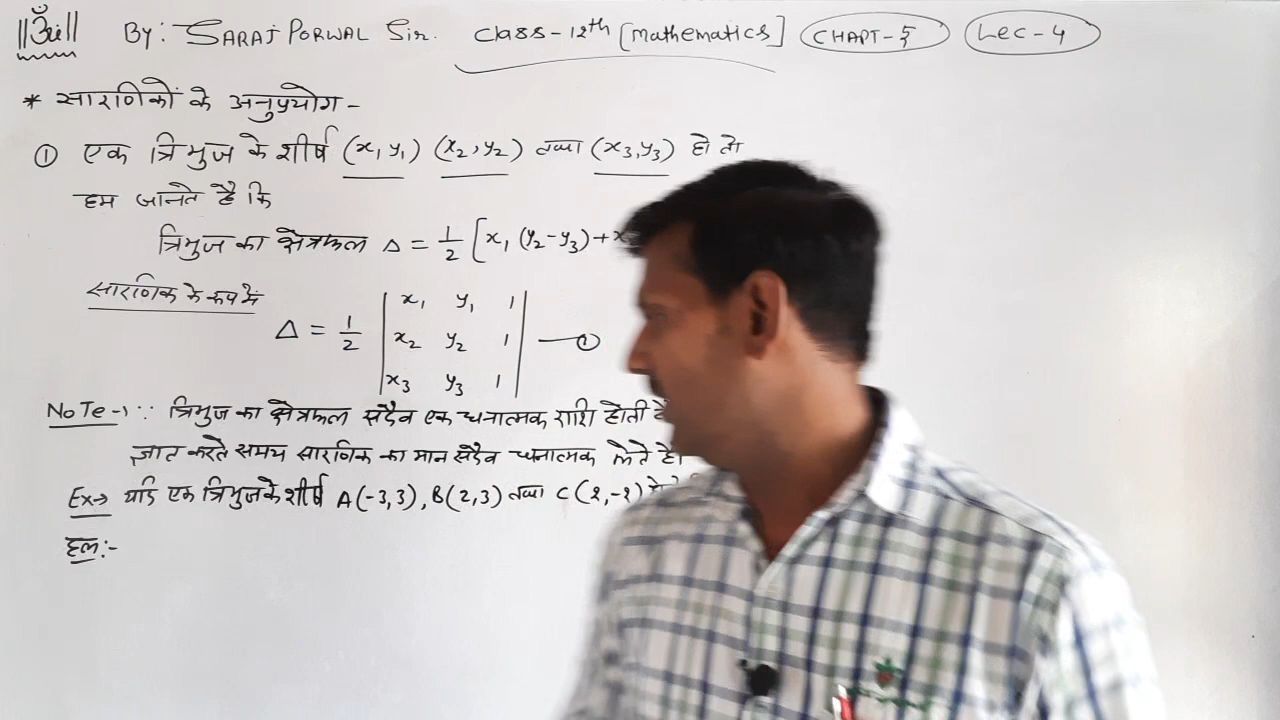 ||ॐ|| By: SARAJ PORWAL Sir. Class-12th [Mathematics] CHAPT-5 Lec-4
* सारणिकों के अनुप्रयोग-
① एक त्रिभुज के शीर्ष (x₁y₁) (x₂,y₂) तथा (x₃,y₃) हो तो
हम जानते है कि
त्रिभुज का क्षेत्रफल Δ = 1/2 [x₁ (y₂-y₃)+x
सारणिक के रूप में
Δ = 1/2 | x₁ y₁ 1 | —①
| x₂ y₂ 1 |
| x₃ y₃ 1 |
NoTe→ ∵ त्रिभुज का क्षेत्रफल सदैव एक धनात्मक राशि होती
ज्ञात करते समय सारणिक का मान सदैव धनात्मक लेते है।
Ex→ यदि एक त्रिभुज के शीर्ष A(-3,3), B(2,3) तथा C(2,-2)
हल:-